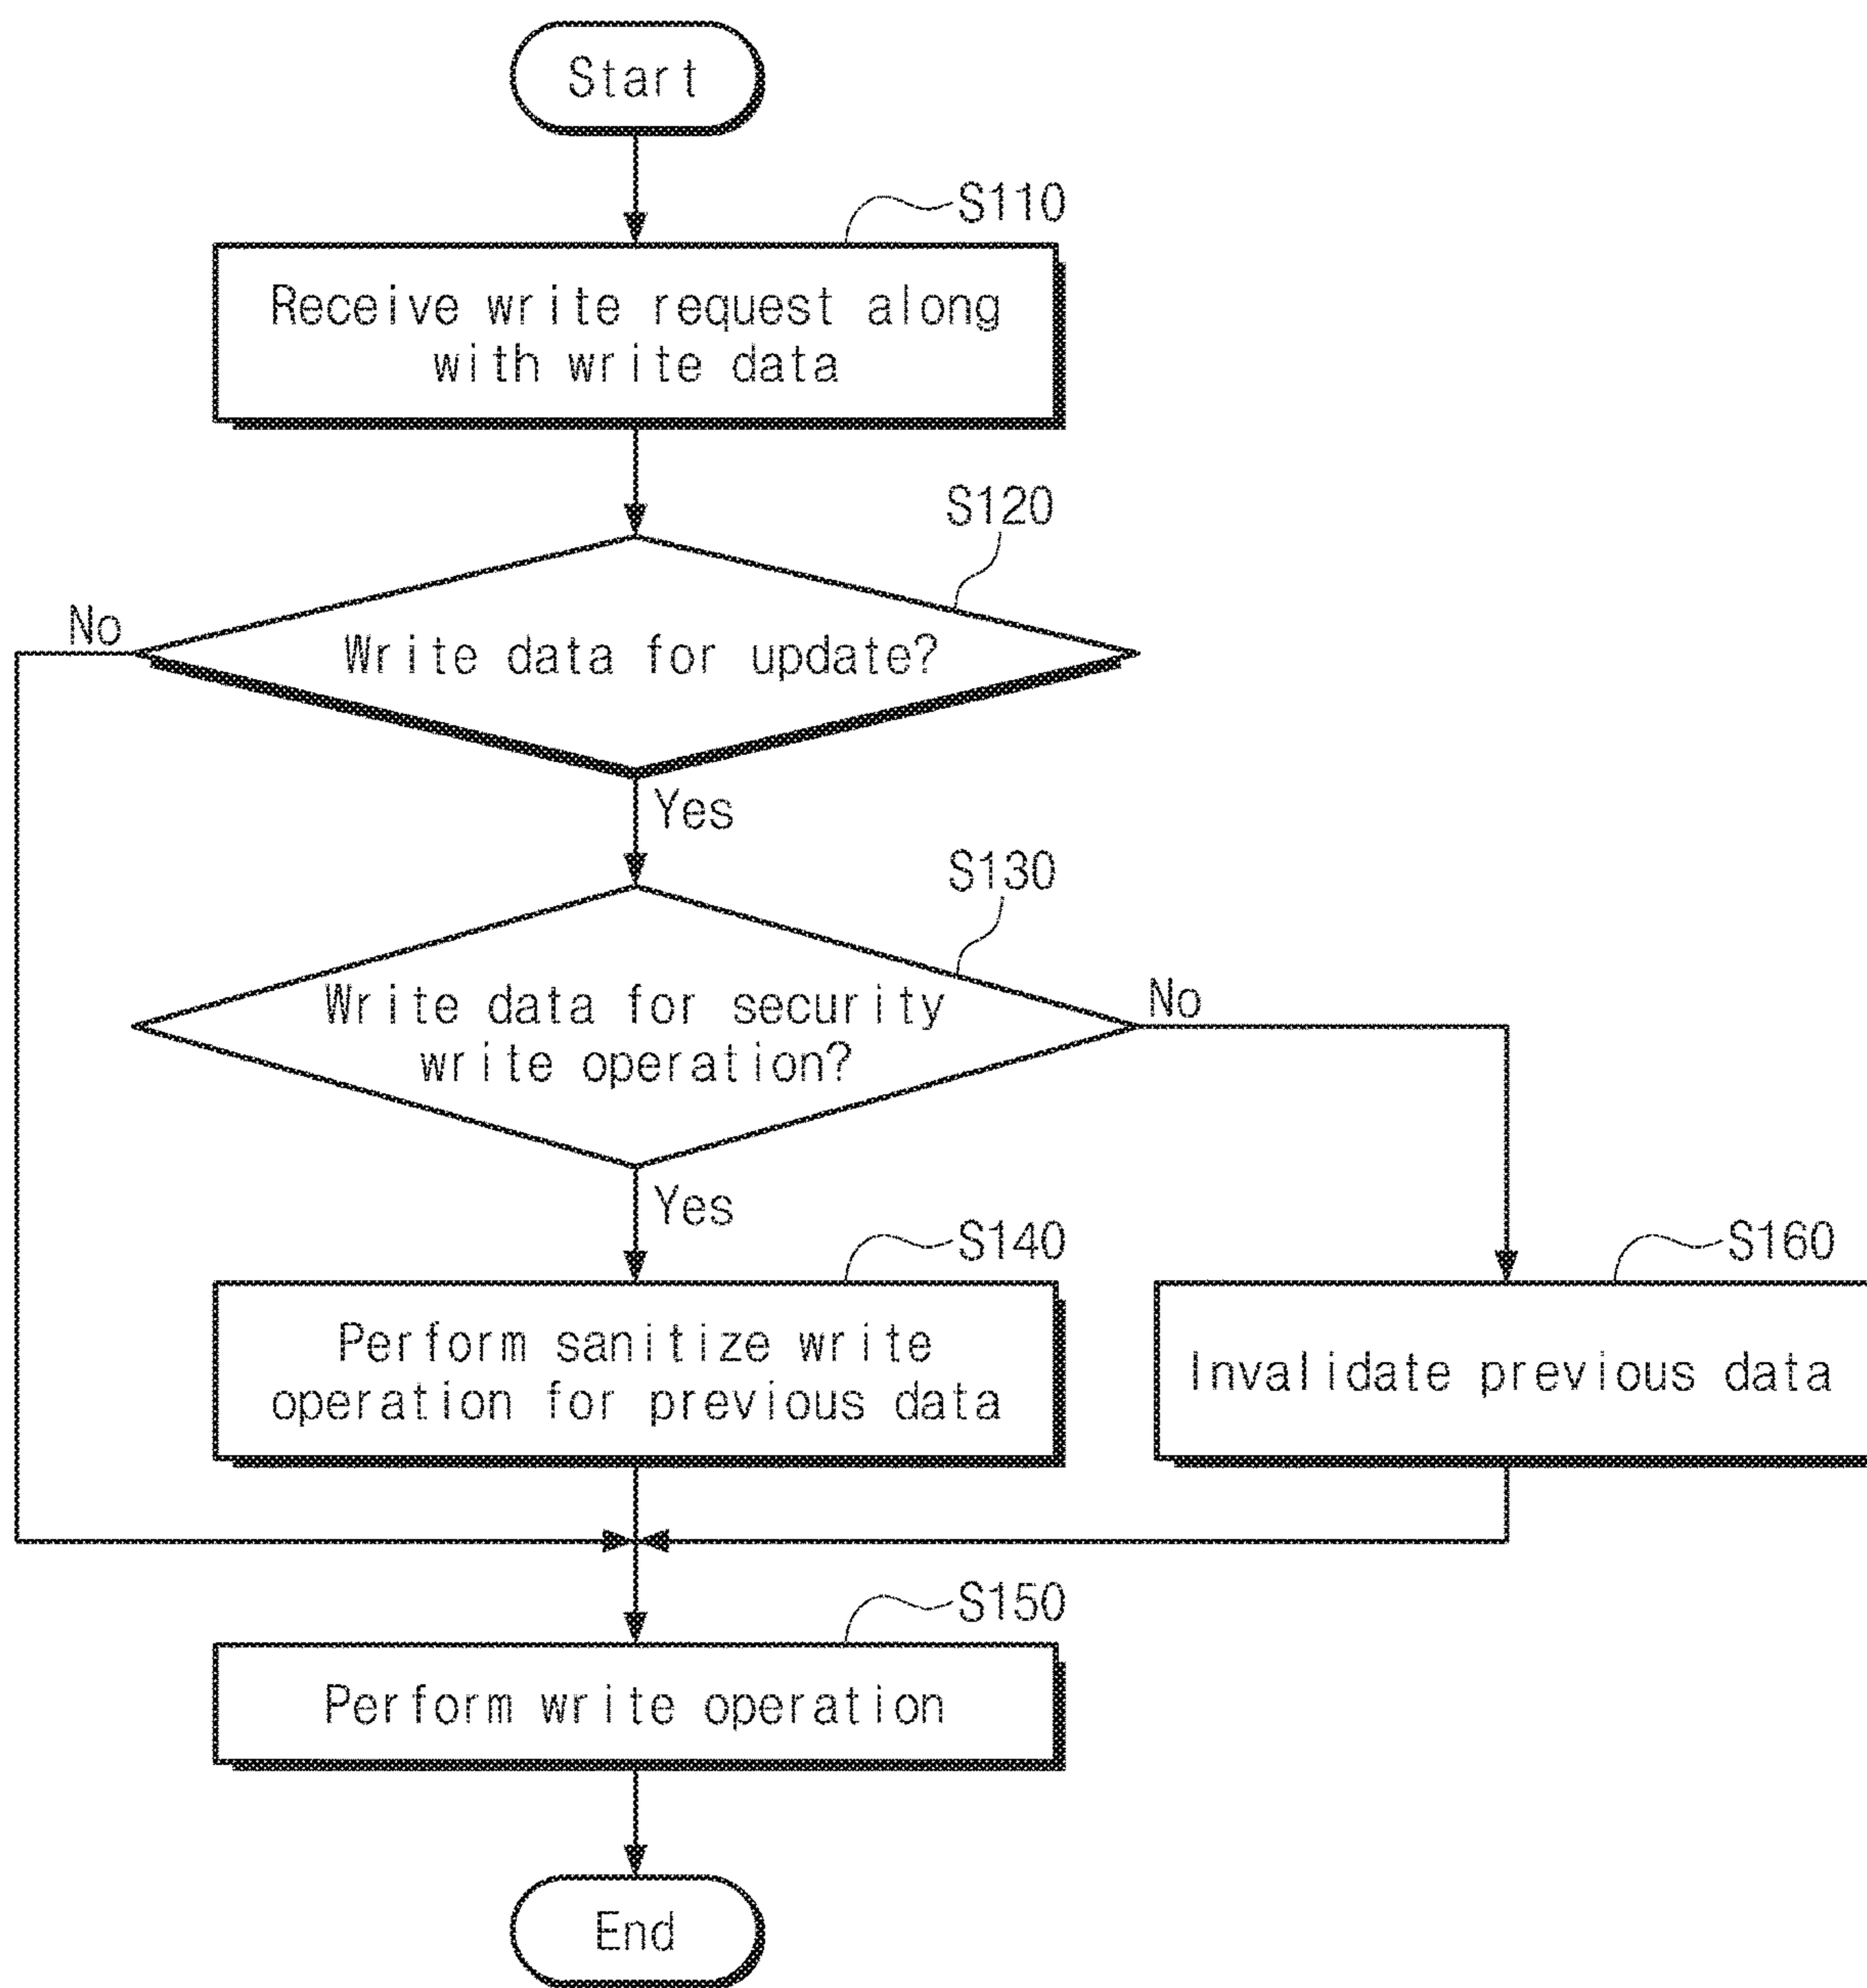 Start
S110
Receive write request along
with write data
S120
No
Write data for update?
Yes
S130
Write data for security
write operation?
No
Yes
S140
S160
Perform sanitize write
operation for previous data
Invalidate previous data
S150
Perform write operation
End